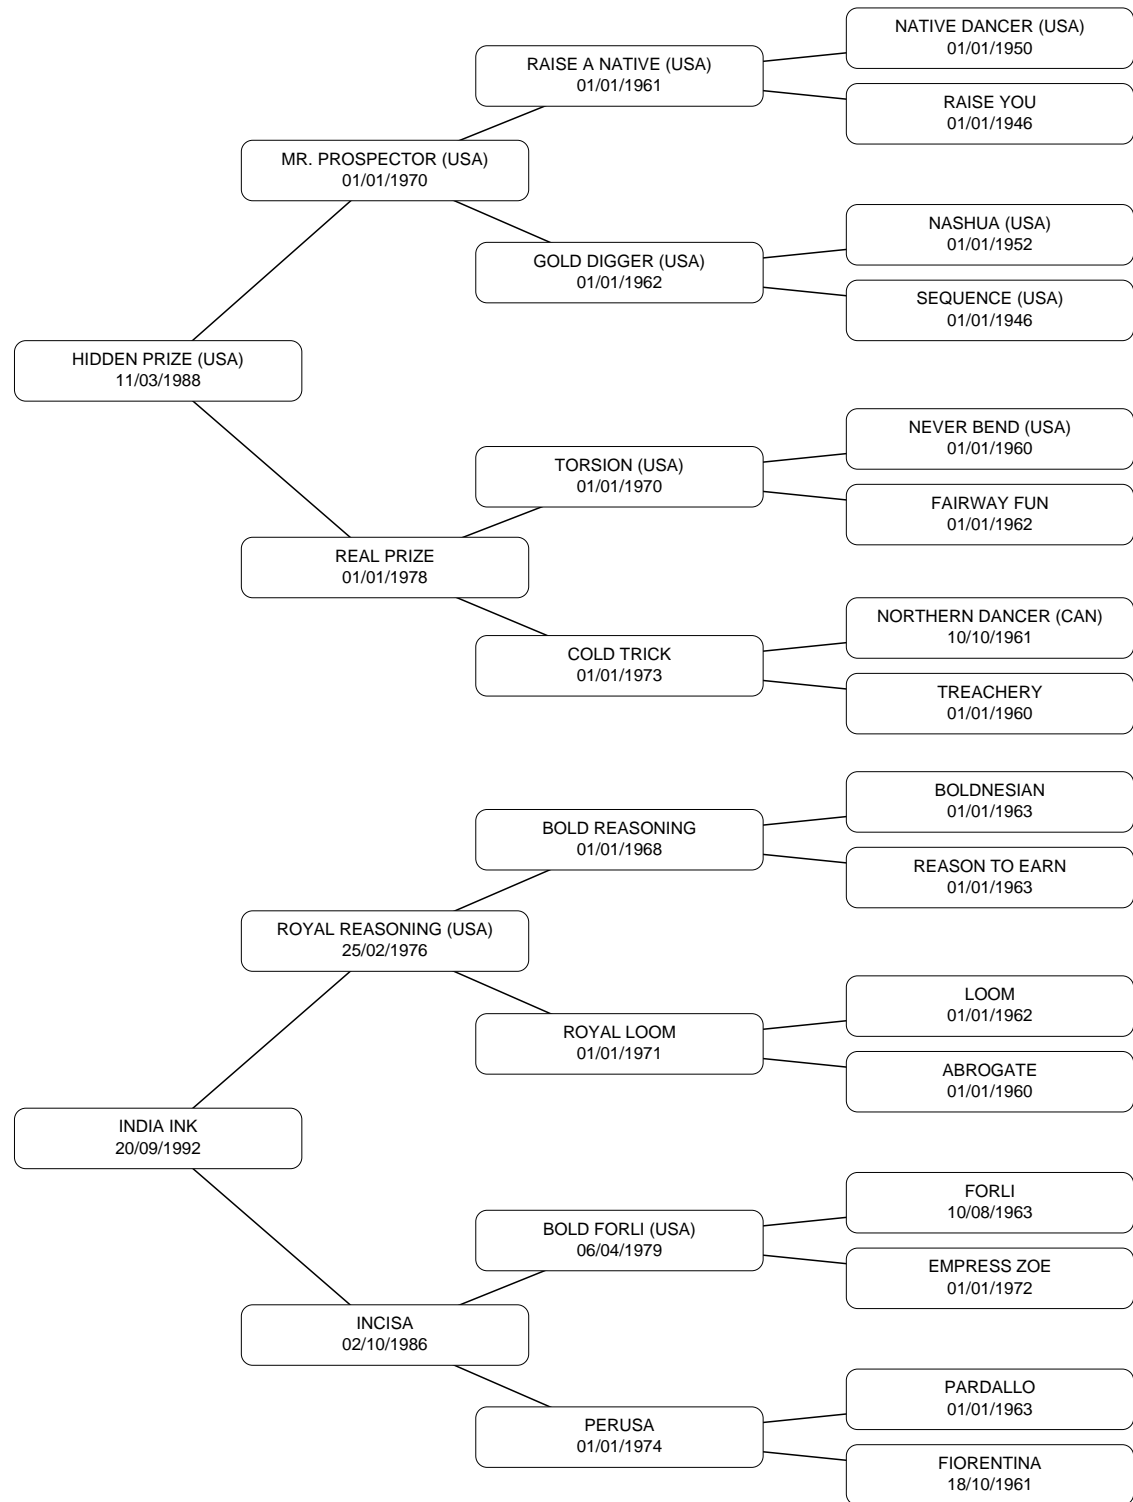 NATIVE DANCER (USA)
01/01/1950
RAISE A NATIVE (USA)
01/01/1961
RAISE YOU
01/01/1946
MR. PROSPECTOR (USA)
01/01/1970
NASHUA (USA)
01/01/1952
GOLD DIGGER (USA)
01/01/1962
SEQUENCE (USA)
01/01/1946
HIDDEN PRIZE (USA)
11/03/1988
NEVER BEND (USA)
01/01/1960
TORSION (USA)
01/01/1970
FAIRWAY FUN
01/01/1962
REAL PRIZE
01/01/1978
NORTHERN DANCER (CAN)
10/10/1961
COLD TRICK
01/01/1973
TREACHERY
01/01/1960
BOLDNESIAN
01/01/1963
BOLD REASONING
01/01/1968
REASON TO EARN
01/01/1963
ROYAL REASONING (USA)
25/02/1976
LOOM
01/01/1962
ROYAL LOOM
01/01/1971
ABROGATE
01/01/1960
INDIA INK
20/09/1992
FORLI
10/08/1963
BOLD FORLI (USA)
06/04/1979
EMPRESS ZOE
01/01/1972
INCISA
02/10/1986
PARDALLO
01/01/1963
PERUSA
01/01/1974
FIORENTINA
18/10/1961